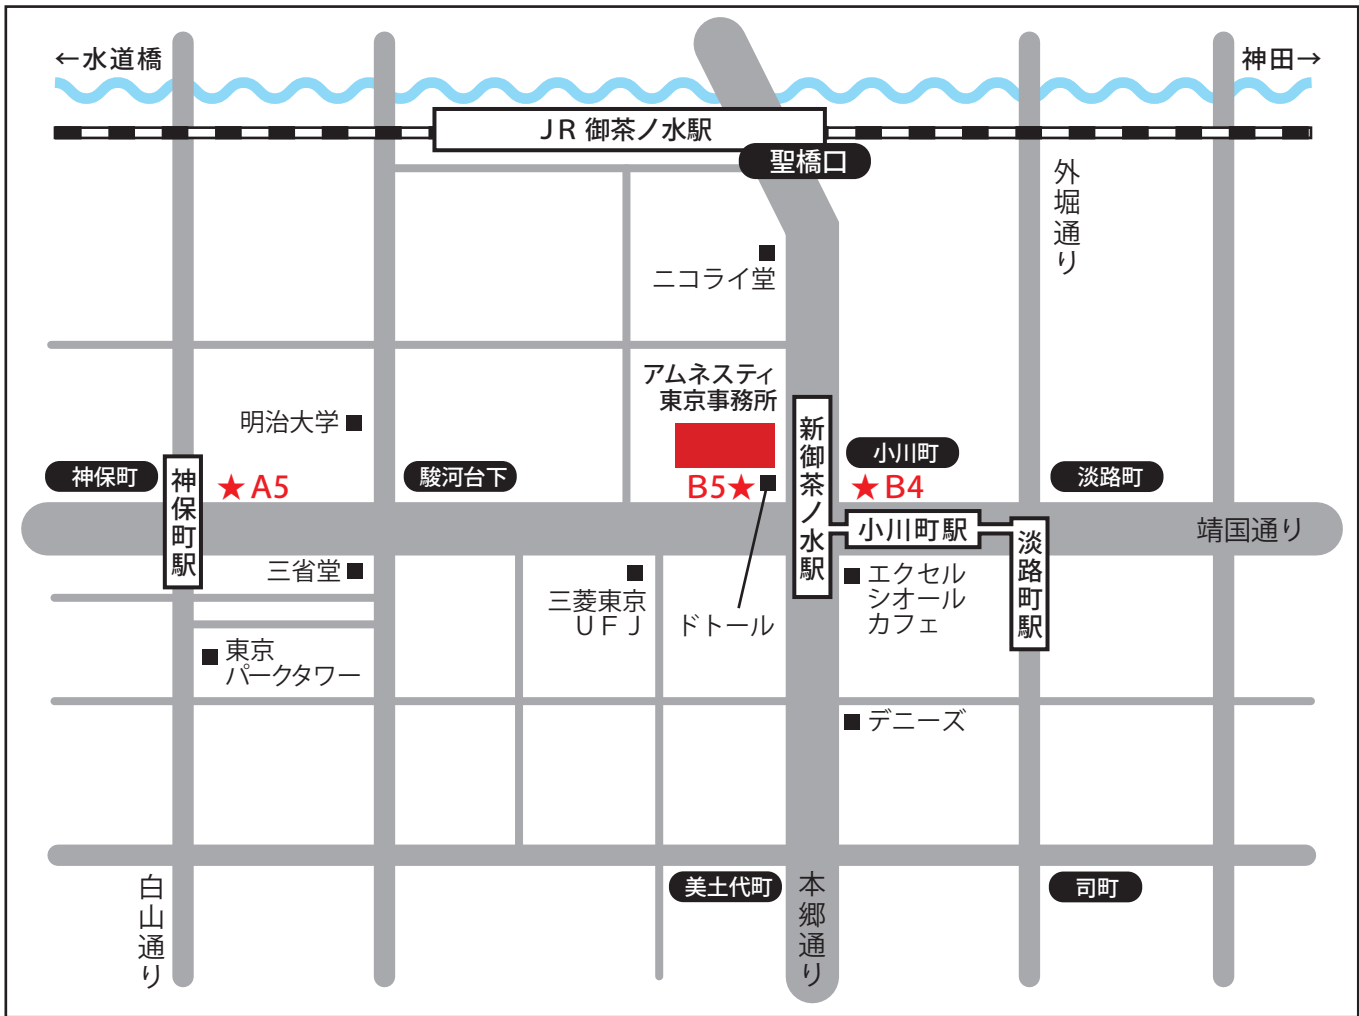 ←水道橋
神田→
JR 御茶ノ水駅
聖橋口
外堀通り
ニコライ堂
アムネスティ
東京事務所
明治大学
新御茶ノ水駅
小川町
神保町
神保町駅
★A5
駿河台下
B5★
★B4
淡路町
小川町駅
淡路町駅
靖国通り
三省堂
三菱東京
UFJ
ドトール
エクセル
シオール
カフェ
東京
パークタワー
デニーズ
美土代町
本郷通り
司町
白山通り